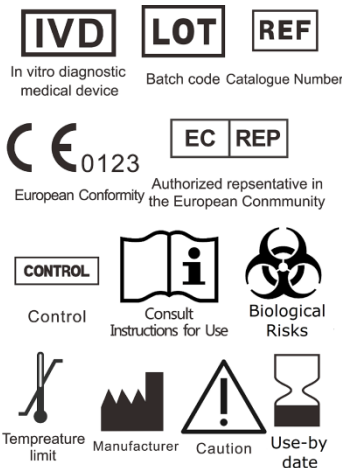 IVD LOT REF
In vitro diagnostic
medical device
Batch code Catalogue Number
CE 0123 EC REP
European Conformity
Authorized repsentative in
the European Conmmunity
CONTROL i
Control
Consult
Instructions for Use
Biological
Risks
!
Tempreature
limit
Manufacturer
Caution
Use-by
date